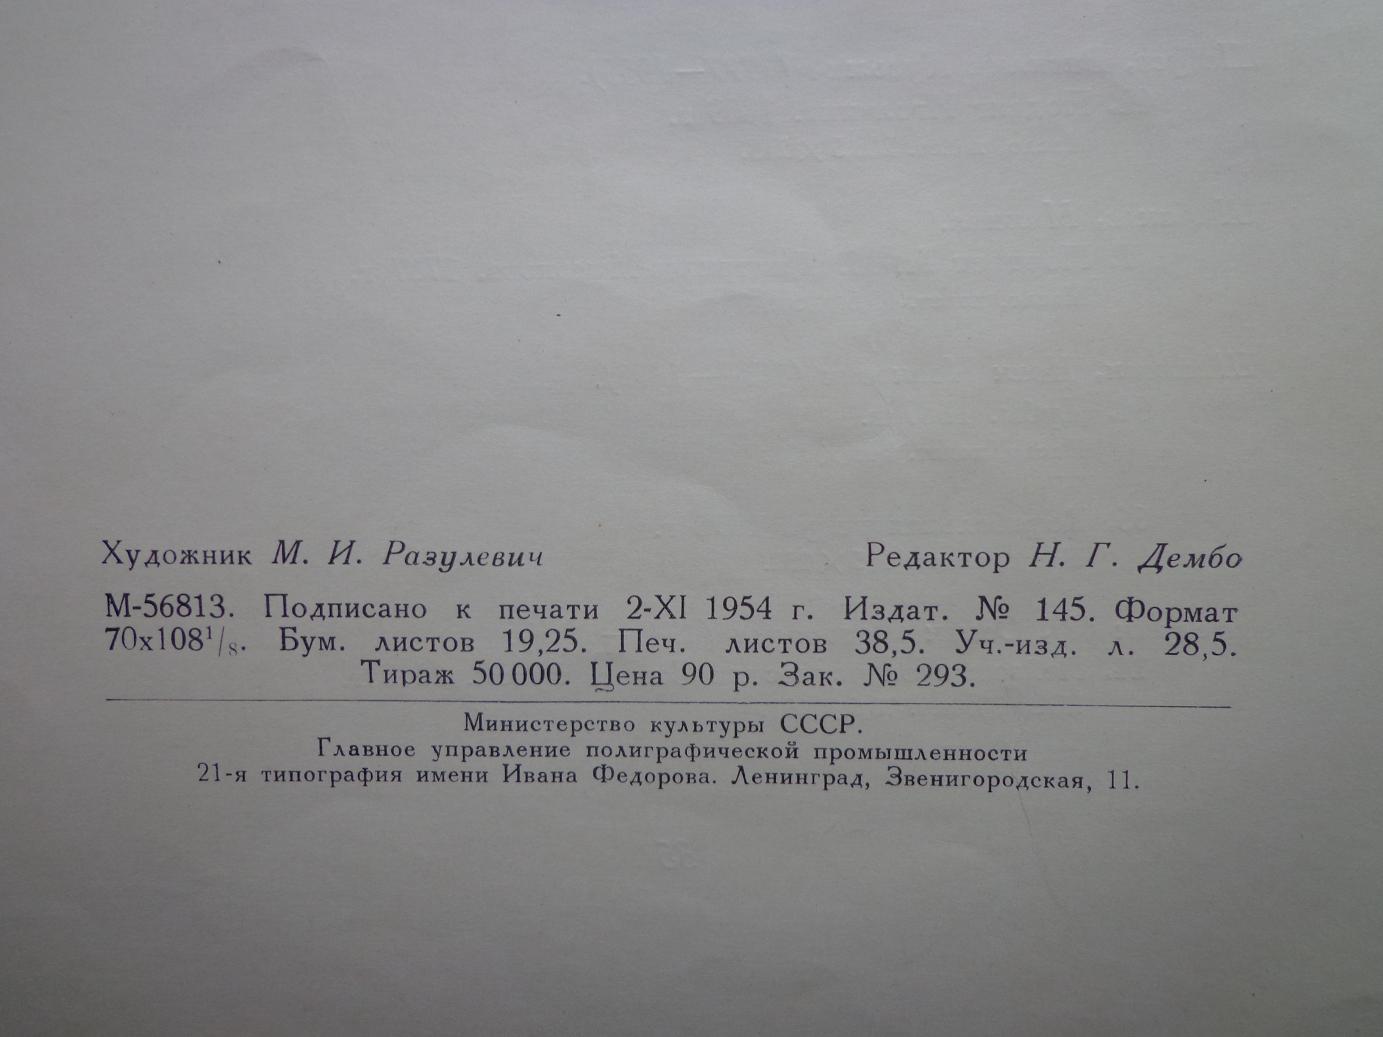 Художник М. И. Разулевич Редактор Н. Г. Дембо
М-56813. Подписано к печати 2-XI 1954 г. Издат. № 145. Формат
70х108¹/₈. Бум. листов 19,25. Печ. листов 38,5. Уч.-изд. л. 28,5.
Тираж 50 000. Цена 90 р. Зак. № 293.
Министерство культуры СССР.
Главное управление полиграфической промышленности
21-я типография имени Ивана Федорова. Ленинград, Звенигородская, 11.